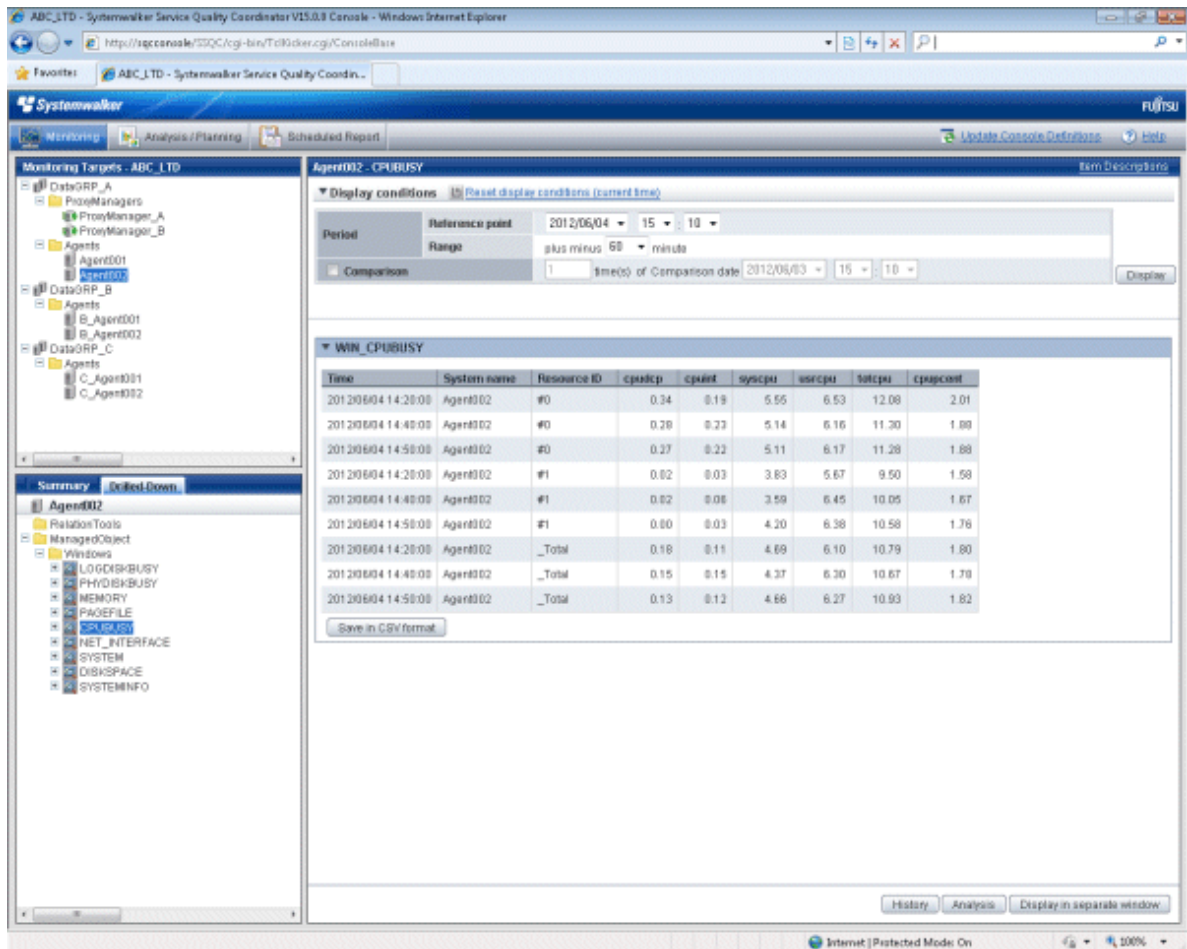 ABC_LTD - Systemwalker Service Quality Coordinator V15.0.0 Console - Windows Internet Explorer
http://sqcconsole/SSQC/cgi-bin/TclKicker.cgi/ConsoleBase
Favorites ABC_LTD - Systemwalker Service Quality Coordin...
Systemwalker FUJITSU
Monitoring Analysis / Planning Scheduled Report Update Console Definitions Help
Monitoring Targets - ABC_LTD
DataGRP_A
ProxyManagers
ProxyManager_A
ProxyManager_B
Agents
Agent001
Agent002
DataGRP_B
Agents
B_Agent001
B_Agent002
DataGRP_C
Agents
C_Agent001
C_Agent002
Summary Drilled-Down
Agent002
RelationTools
ManagedObject
Windows
LOGDISKBUSY
PHYDISKBUSY
MEMORY
PAGEFILE
CPUBUSY
NET_INTERFACE
SYSTEM
DISKSPACE
SYSTEMINFO
Agent002 - CPUBUSY Item Descriptions
Display conditions Reset display conditions (current time)
Period Reference point 2012/06/04 15 : 10
Range plus minus 60 minute
Comparison 1 time(s) of Comparison date 2012/06/03 15 : 10 Display
WIN_CPUBUSY
Time System name Resource ID cpudcp cpuint syscpu usrcpu totcpu cpupcent
2012/06/04 14:20:00 Agent002 #0 0.34 0.19 5.55 6.53 12.08 2.01
2012/06/04 14:40:00 Agent002 #0 0.28 0.23 5.14 6.16 11.30 1.88
2012/06/04 14:50:00 Agent002 #0 0.27 0.22 5.11 6.17 11.28 1.88
2012/06/04 14:20:00 Agent002 #1 0.02 0.03 3.83 5.67 9.50 1.58
2012/06/04 14:40:00 Agent002 #1 0.02 0.06 3.59 6.45 10.05 1.67
2012/06/04 14:50:00 Agent002 #1 0.00 0.03 4.20 6.38 10.58 1.76
2012/06/04 14:20:00 Agent002 _Total 0.18 0.11 4.69 6.10 10.79 1.80
2012/06/04 14:40:00 Agent002 _Total 0.15 0.15 4.37 6.30 10.67 1.78
2012/06/04 14:50:00 Agent002 _Total 0.13 0.12 4.66 6.27 10.93 1.82
Save in CSV format
History Analysis Display in separate window
Internet | Protected Mode: On 100%